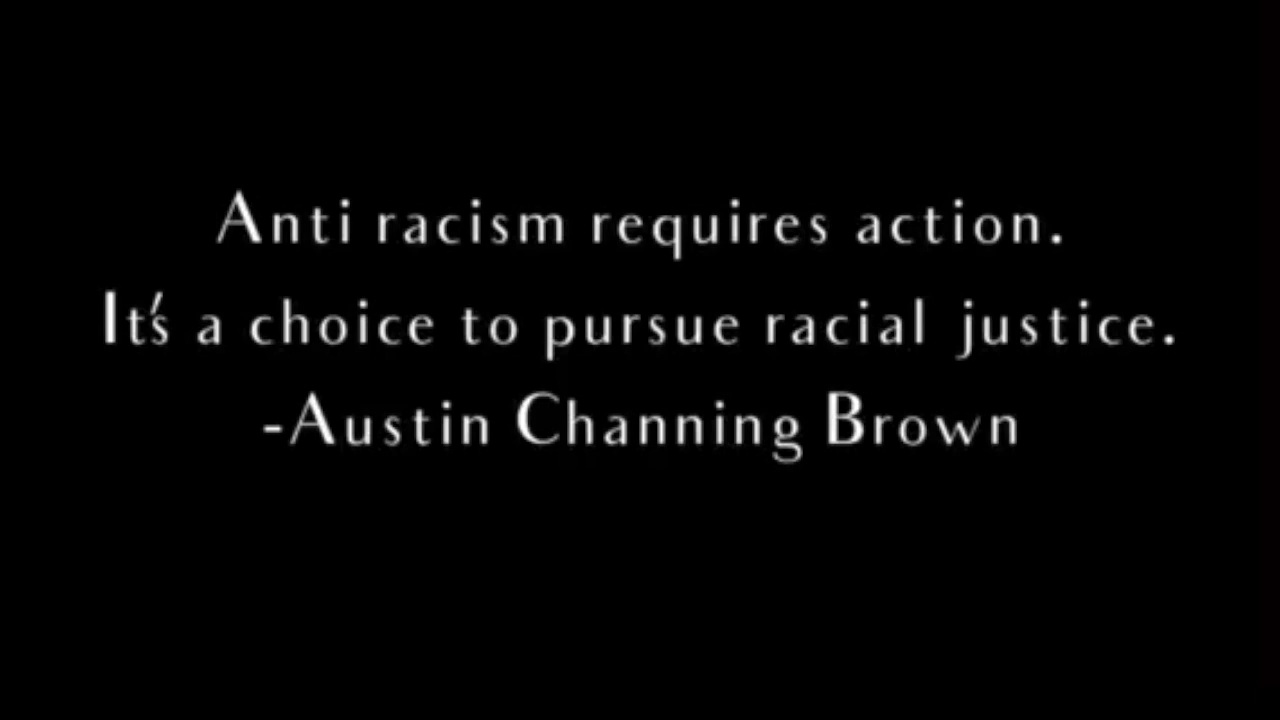 Anti racism requires action.
It's a choice to pursue racial justice.
-Austin Channing Brown